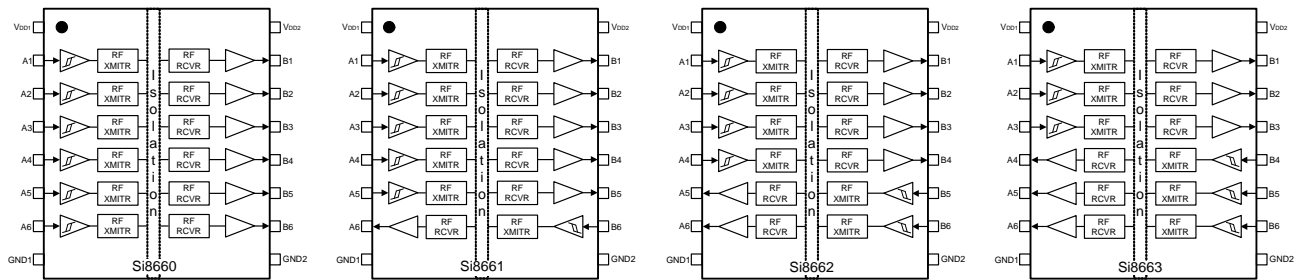 VDD1
VDD2
A1
RF
XMITR
RF
RCVR
B1
A2
RF
XMITR
RF
RCVR
B2
A3
RF
XMITR
RF
RCVR
B3
A4
RF
XMITR
RF
RCVR
B4
A5
RF
XMITR
RF
RCVR
B5
A6
RF
XMITR
RF
RCVR
B6
Isolation
GND1
GND2
Si8660
VDD1
VDD2
A1
RF
XMITR
RF
RCVR
B1
A2
RF
XMITR
RF
RCVR
B2
A3
RF
XMITR
RF
RCVR
B3
A4
RF
XMITR
RF
RCVR
B4
A5
RF
XMITR
RF
RCVR
B5
A6
RF
RCVR
RF
XMITR
B6
Isolation
GND1
GND2
Si8661
VDD1
VDD2
A1
RF
XMITR
RF
RCVR
B1
A2
RF
XMITR
RF
RCVR
B2
A3
RF
XMITR
RF
RCVR
B3
A4
RF
XMITR
RF
RCVR
B4
A5
RF
RCVR
RF
XMITR
B5
A6
RF
RCVR
RF
XMITR
B6
Isolation
GND1
GND2
Si8662
VDD1
VDD2
A1
RF
XMITR
RF
RCVR
B1
A2
RF
XMITR
RF
RCVR
B2
A3
RF
XMITR
RF
RCVR
B3
A4
RF
RCVR
RF
XMITR
B4
A5
RF
RCVR
RF
XMITR
B5
A6
RF
RCVR
RF
XMITR
B6
Isolation
GND1
GND2
Si8663